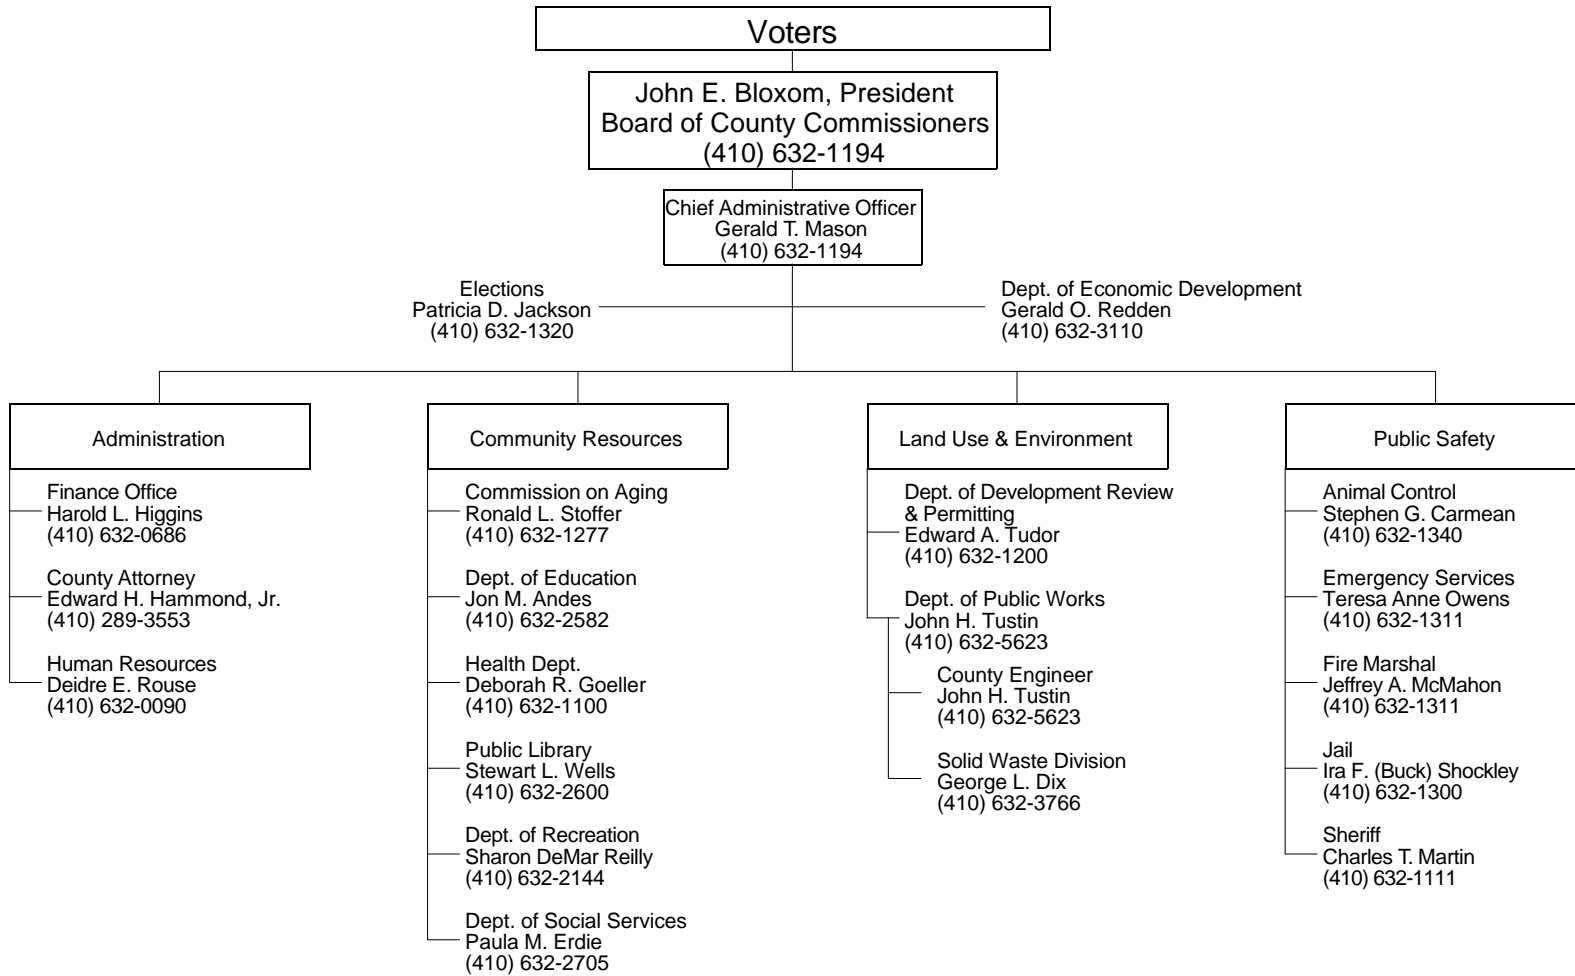 Voters
John E. Bloxom, President
Board of County Commissioners
(410) 632-1194
Chief Administrative Officer
Gerald T. Mason
(410) 632-1194
Elections
Patricia D. Jackson
(410) 632-1320
Dept. of Economic Development
Gerald O. Redden
(410) 632-3110
Administration
Finance Office
Harold L. Higgins
(410) 632-0686
County Attorney
Edward H. Hammond, Jr.
(410) 289-3553
Human Resources
Deidre E. Rouse
(410) 632-0090
Community Resources
Commission on Aging
Ronald L. Stoffer
(410) 632-1277
Dept. of Education
Jon M. Andes
(410) 632-2582
Health Dept.
Deborah R. Goeller
(410) 632-1100
Public Library
Stewart L. Wells
(410) 632-2600
Dept. of Recreation
Sharon DeMar Reilly
(410) 632-2144
Dept. of Social Services
Paula M. Erdie
(410) 632-2705
Land Use & Environment
Dept. of Development Review
& Permitting
Edward A. Tudor
(410) 632-1200
Dept. of Public Works
John H. Tustin
(410) 632-5623
County Engineer
John H. Tustin
(410) 632-5623
Solid Waste Division
George L. Dix
(410) 632-3766
Public Safety
Animal Control
Stephen G. Carmean
(410) 632-1340
Emergency Services
Teresa Anne Owens
(410) 632-1311
Fire Marshal
Jeffrey A. McMahon
(410) 632-1311
Jail
Ira F. (Buck) Shockley
(410) 632-1300
Sheriff
Charles T. Martin
(410) 632-1111